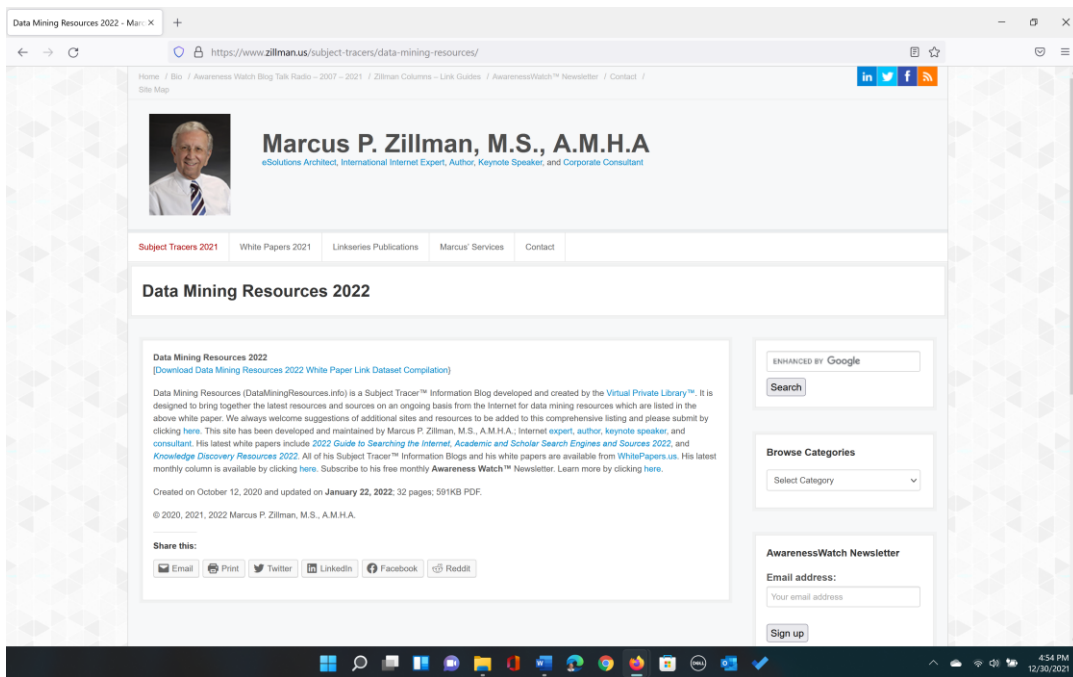 Data Mining Resources 2022 - Marc
https://www.zillman.us/subject-tracers/data-mining-resources/
Home / Bio / Awareness Watch Blog Talk Radio – 2007 – 2021 / Zillman Columns – Link Guides / AwarenessWatch™ Newsletter / Contact /
Site Map
Marcus P. Zillman, M.S., A.M.H.A
eSolutions Architect, International Internet Expert, Author, Keynote Speaker, and Corporate Consultant
Subject Tracers 2021 White Papers 2021 Linkseries Publications Marcus' Services Contact
Data Mining Resources 2022
Data Mining Resources 2022
[Download Data Mining Resources 2022 White Paper Link Dataset Compilation}
Data Mining Resources (DataMiningResources.info) is a Subject Tracer™ Information Blog developed and created by the Virtual Private Library™. It is
designed to bring together the latest resources and sources on an ongoing basis from the Internet for data mining resources which are listed in the
above white paper. We always welcome suggestions of additional sites and resources to be added to this comprehensive listing and please submit by
clicking here. This site has been developed and maintained by Marcus P. Zillman, M.S., A.M.H.A.; Internet expert, author, keynote speaker, and
consultant. His latest white papers include 2022 Guide to Searching the Internet, Academic and Scholar Search Engines and Sources 2022, and
Knowledge Discovery Resources 2022. All of his Subject Tracer™ Information Blogs and his white papers are available from WhitePapers.us. His latest
monthly column is available by clicking here. Subscribe to his free monthly Awareness Watch™ Newsletter. Learn more by clicking here.
Created on October 12, 2020 and updated on January 22, 2022; 32 pages; 591KB PDF.
© 2020, 2021, 2022 Marcus P. Zillman, M.S., A.M.H.A.
Share this:
Email Print Twitter LinkedIn Facebook Reddit
ENHANCED BY Google
Search
Browse Categories
Select Category
AwarenessWatch Newsletter
Email address:
Your email address
Sign up
DELL
4:54 PM
12/30/2021